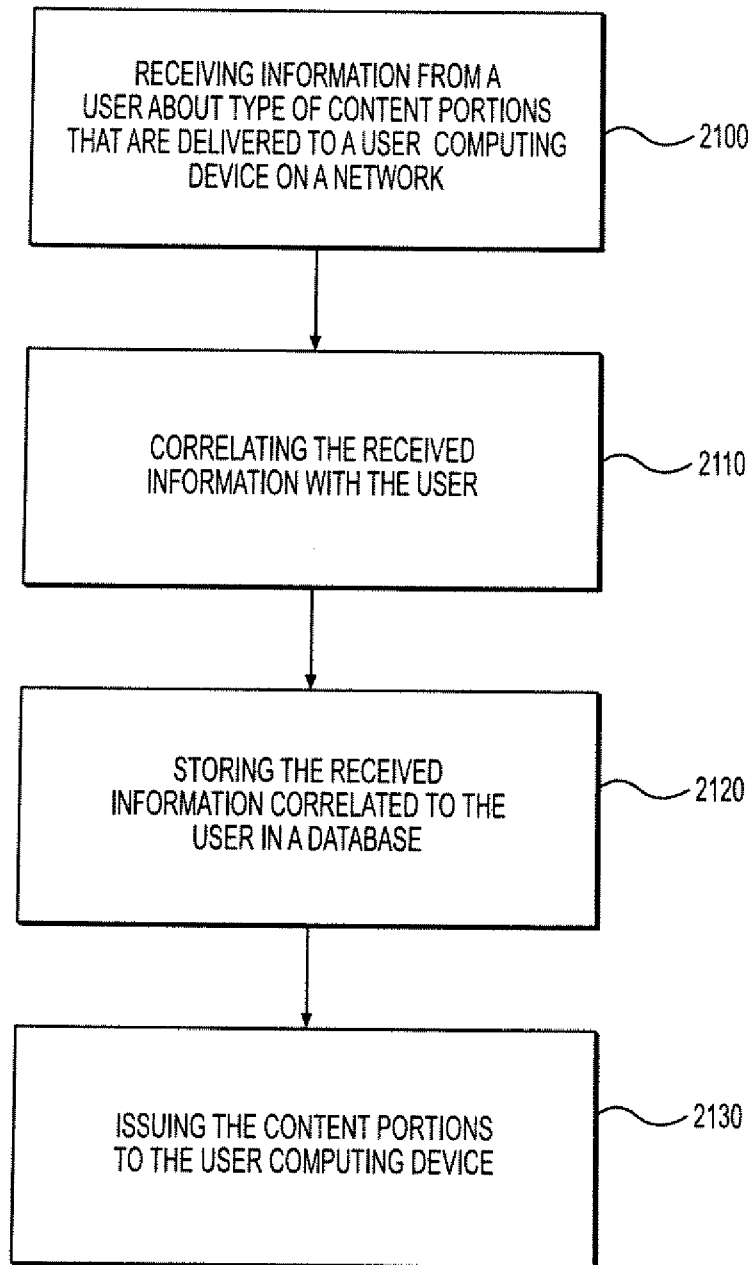 RECEIVING INFORMATION FROM A
USER ABOUT TYPE OF CONTENT PORTIONS
THAT ARE DELIVERED TO A USER COMPUTING
DEVICE ON A NETWORK
2100
CORRELATING THE RECEIVED
INFORMATION WITH THE USER
2110
STORING THE RECEIVED
INFORMATION CORRELATED TO THE
USER IN A DATABASE
2120
ISSUING THE CONTENT PORTIONS
TO THE USER COMPUTING DEVICE
2130